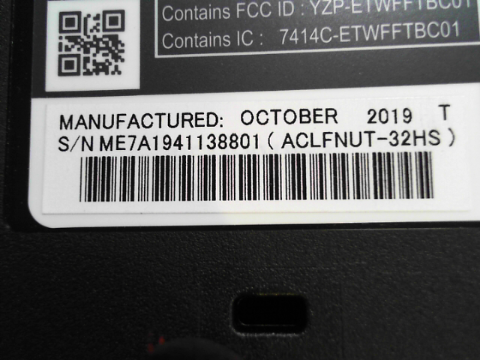 Contains FCC ID : YZP-ETWFFTBC01
Contains IC : 7414C-ETWFFTBC01
MANUFACTURED: OCTOBER 2019 T
S/N ME7A1941138801 ( ACLFNUT-32HS )